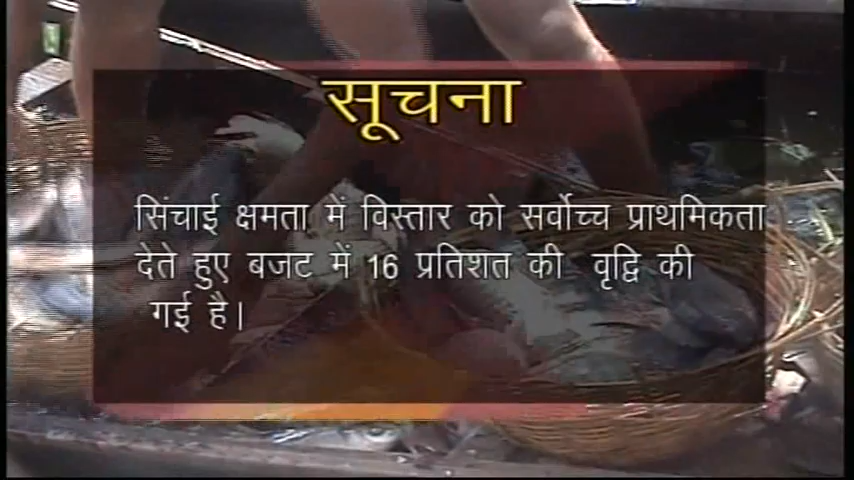 सूचना
सिंचाई क्षमता में विस्तार को सर्वोच्च प्राथमिकता
देते हुए बजट में 16 प्रतिशत की वृद्वि की
गई है।